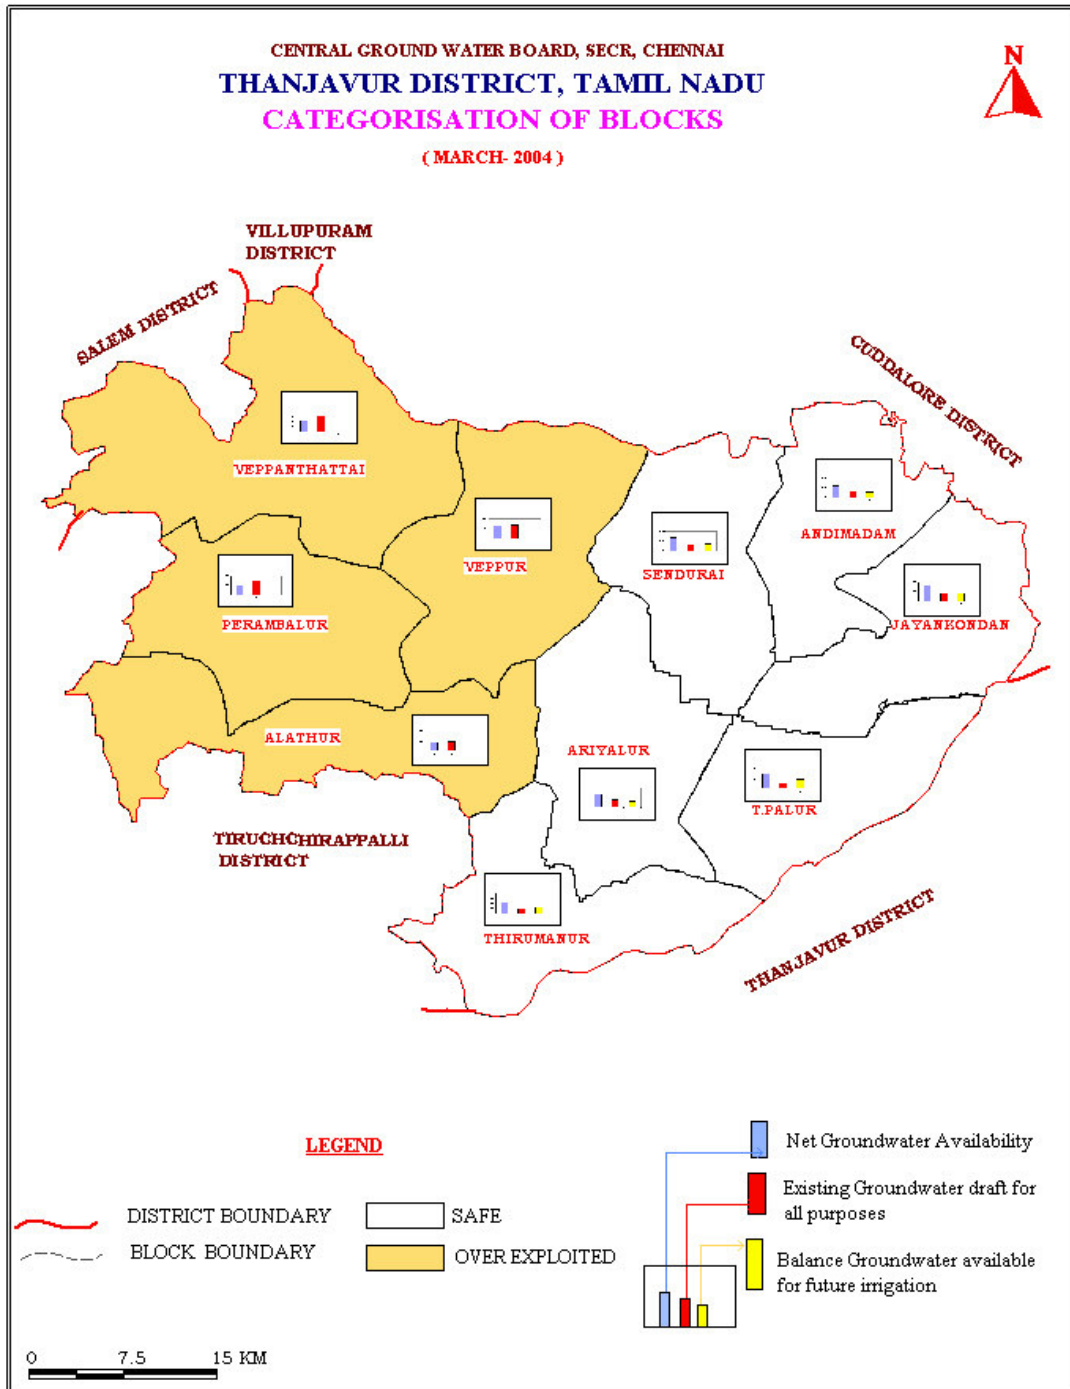 CENTRAL GROUND WATER BOARD, SECR, CHENNAI
THANJAVUR DISTRICT, TAMIL NADU
CATEGORISATION OF BLOCKS
( MARCH- 2004 )
N
VILLUPURAM
DISTRICT
SALEM DISTRICT
CUDDALORE DISTRICT
VEPPANTHATTAI
VEPPUR
ANDIMADAM
SENDURAI
PERAMBALUR
JAYANKONDAN
ALATHUR
ARIYALUR
T.PALUR
TIRUCHCHIRAPPALLI
DISTRICT
THIRUMANUR
THANJAVUR DISTRICT
LEGEND
DISTRICT BOUNDARY
BLOCK BOUNDARY
SAFE
OVER EXPLOITED
Net Groundwater Availability
Existing Groundwater draft for
all purposes
Balance Groundwater available
for future irrigation
0 7.5 15 KM